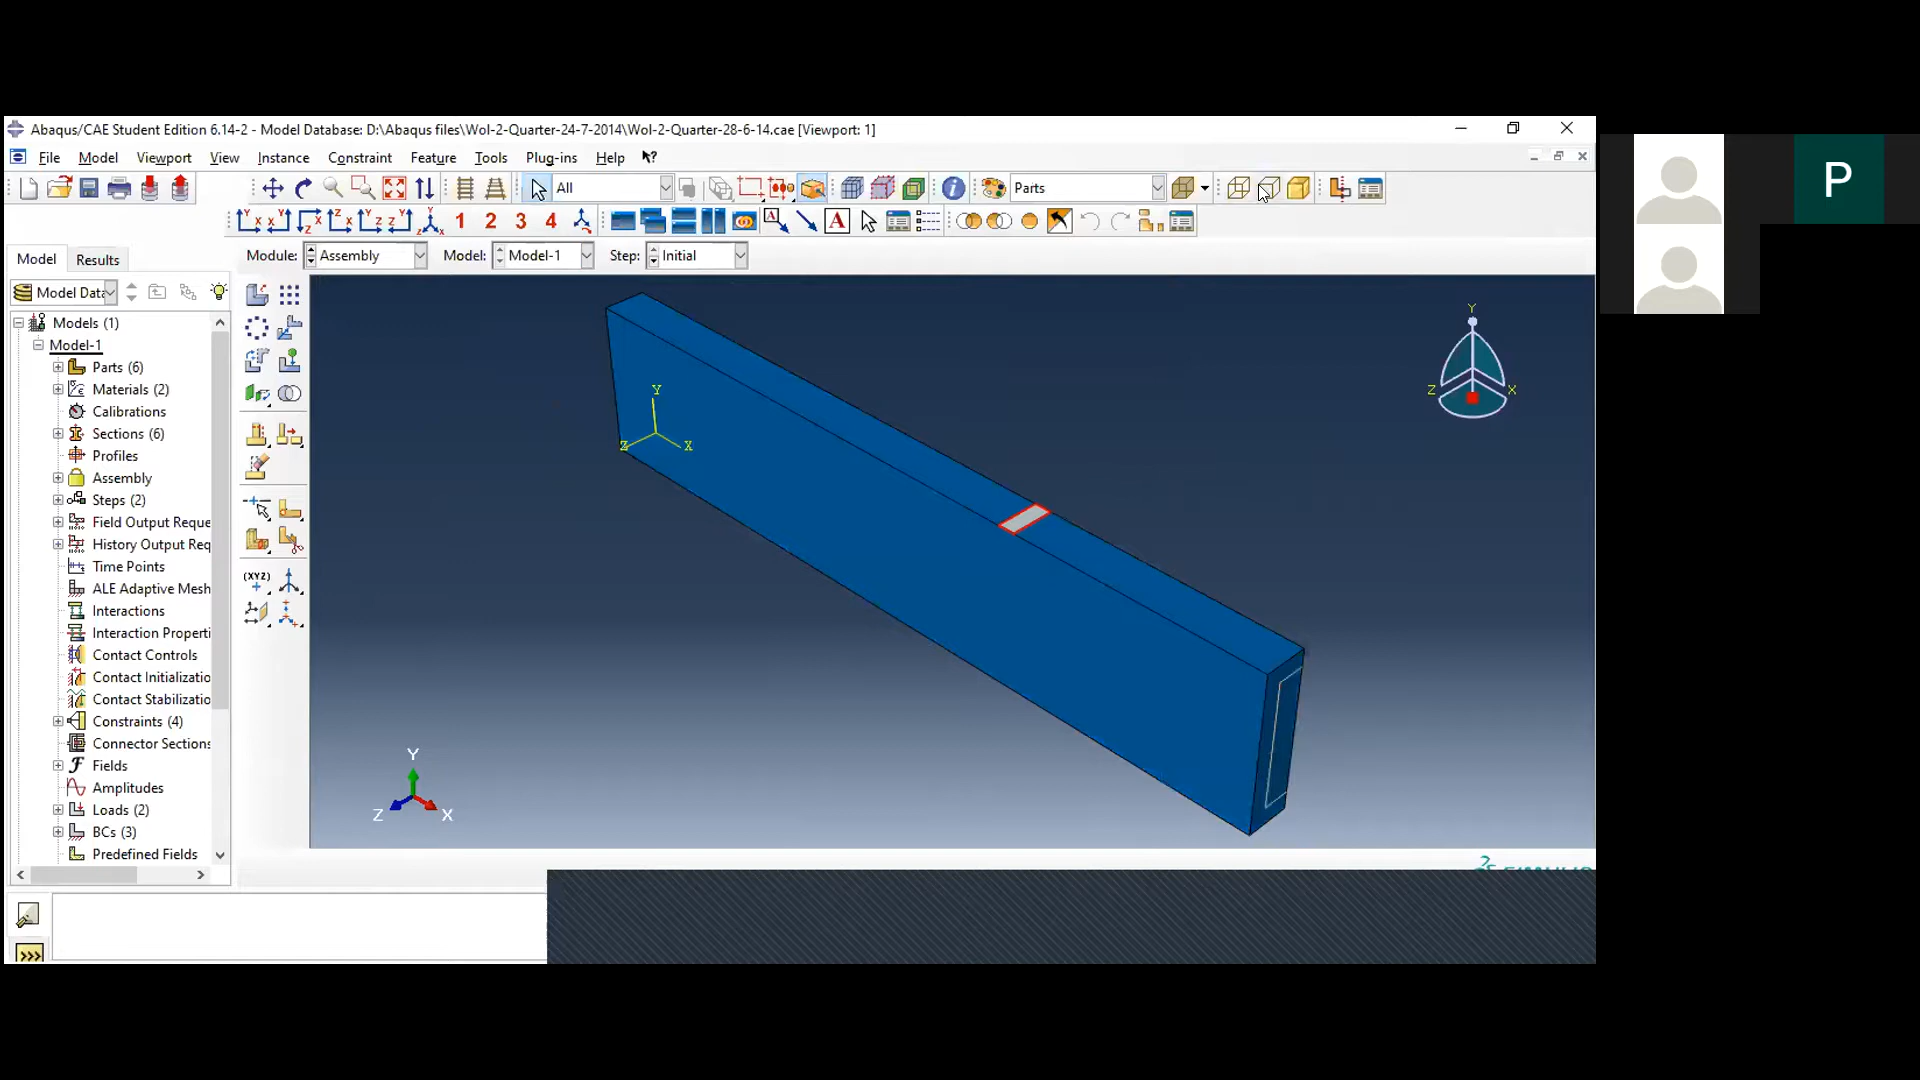 Abaqus/CAE Student Edition 6.14-2 - Model Database: D:\Abaqus files\Wol-2-Quarter-24-7-2014\Wol-2-Quarter-28-6-14.cae [Viewport: 1]
File Model Viewport View Instance Constraint Feature Tools Plug-ins Help
All Parts
1 2 3 4 A
Module: Assembly Model: Model-1 Step: Initial
Model Results
Model Data
Models (1)
Model-1
Parts (6)
Materials (2)
Calibrations
Sections (6)
Profiles
Assembly
Steps (2)
Field Output Reque
History Output Req
Time Points
ALE Adaptive Mesh
Interactions
Interaction Properti
Contact Controls
Contact Initializatio
Contact Stabilizatio
Constraints (4)
Connector Sections
Fields
Amplitudes
Loads (2)
BCs (3)
Predefined Fields
(XYZ)
Y
Z X
Y
Z X
Y
Z X
P
>>>